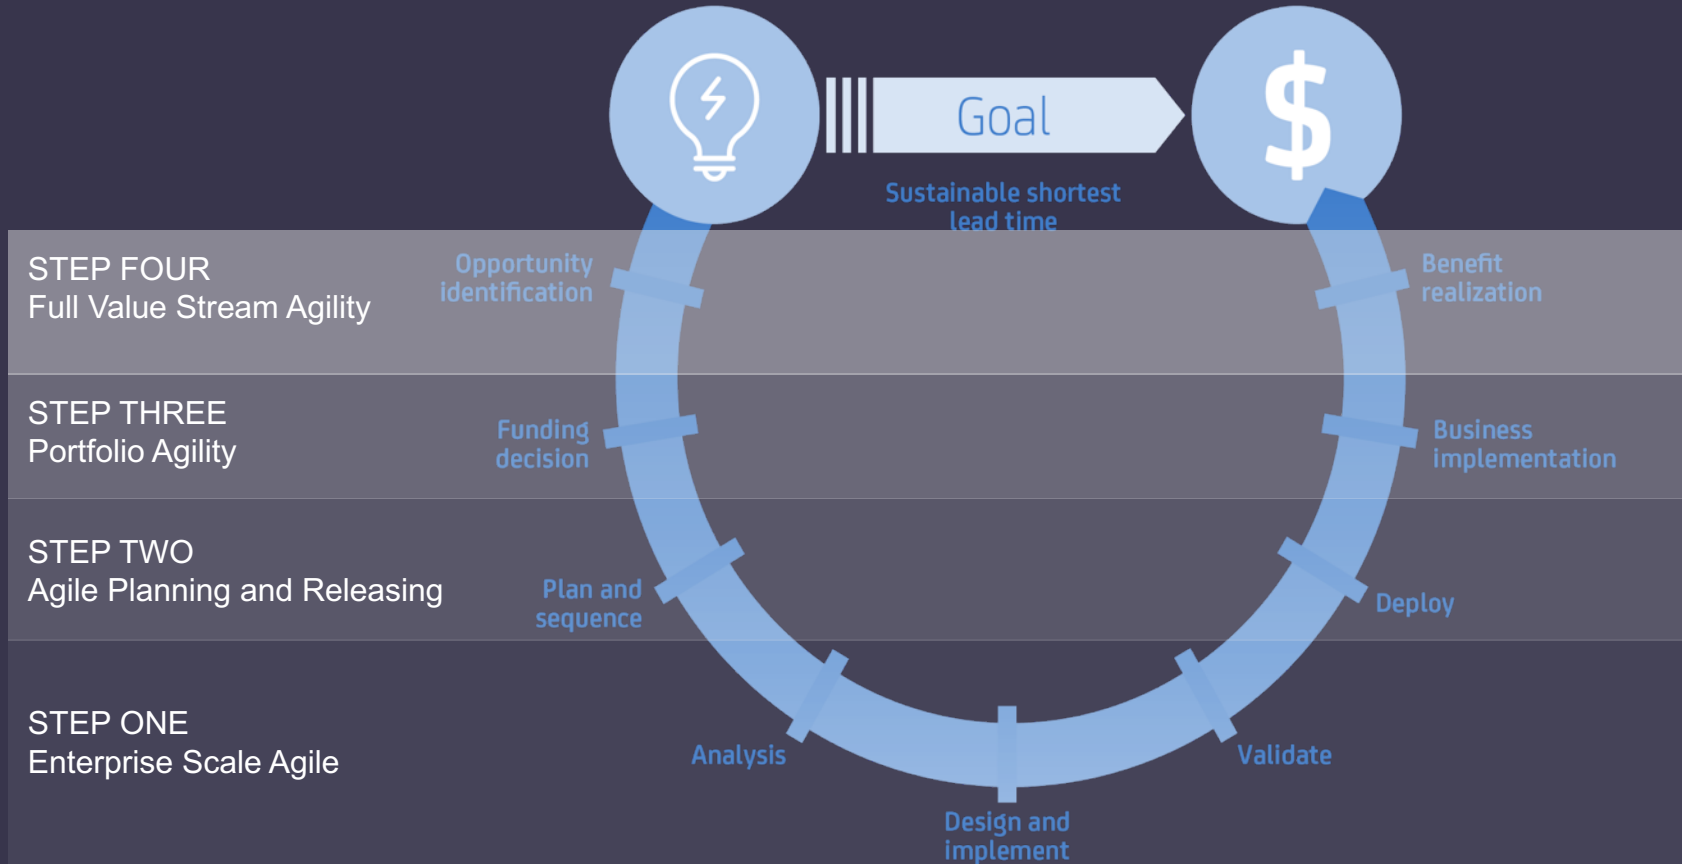 Goal
$
Sustainable shortest
lead time
STEP FOUR
Full Value Stream Agility
Opportunity
identification
Benefit
realization
STEP THREE
Portfolio Agility
Funding
decision
Business
implementation
STEP TWO
Agile Planning and Releasing
Plan and
sequence
Deploy
STEP ONE
Enterprise Scale Agile
Analysis
Validate
Design and
implement